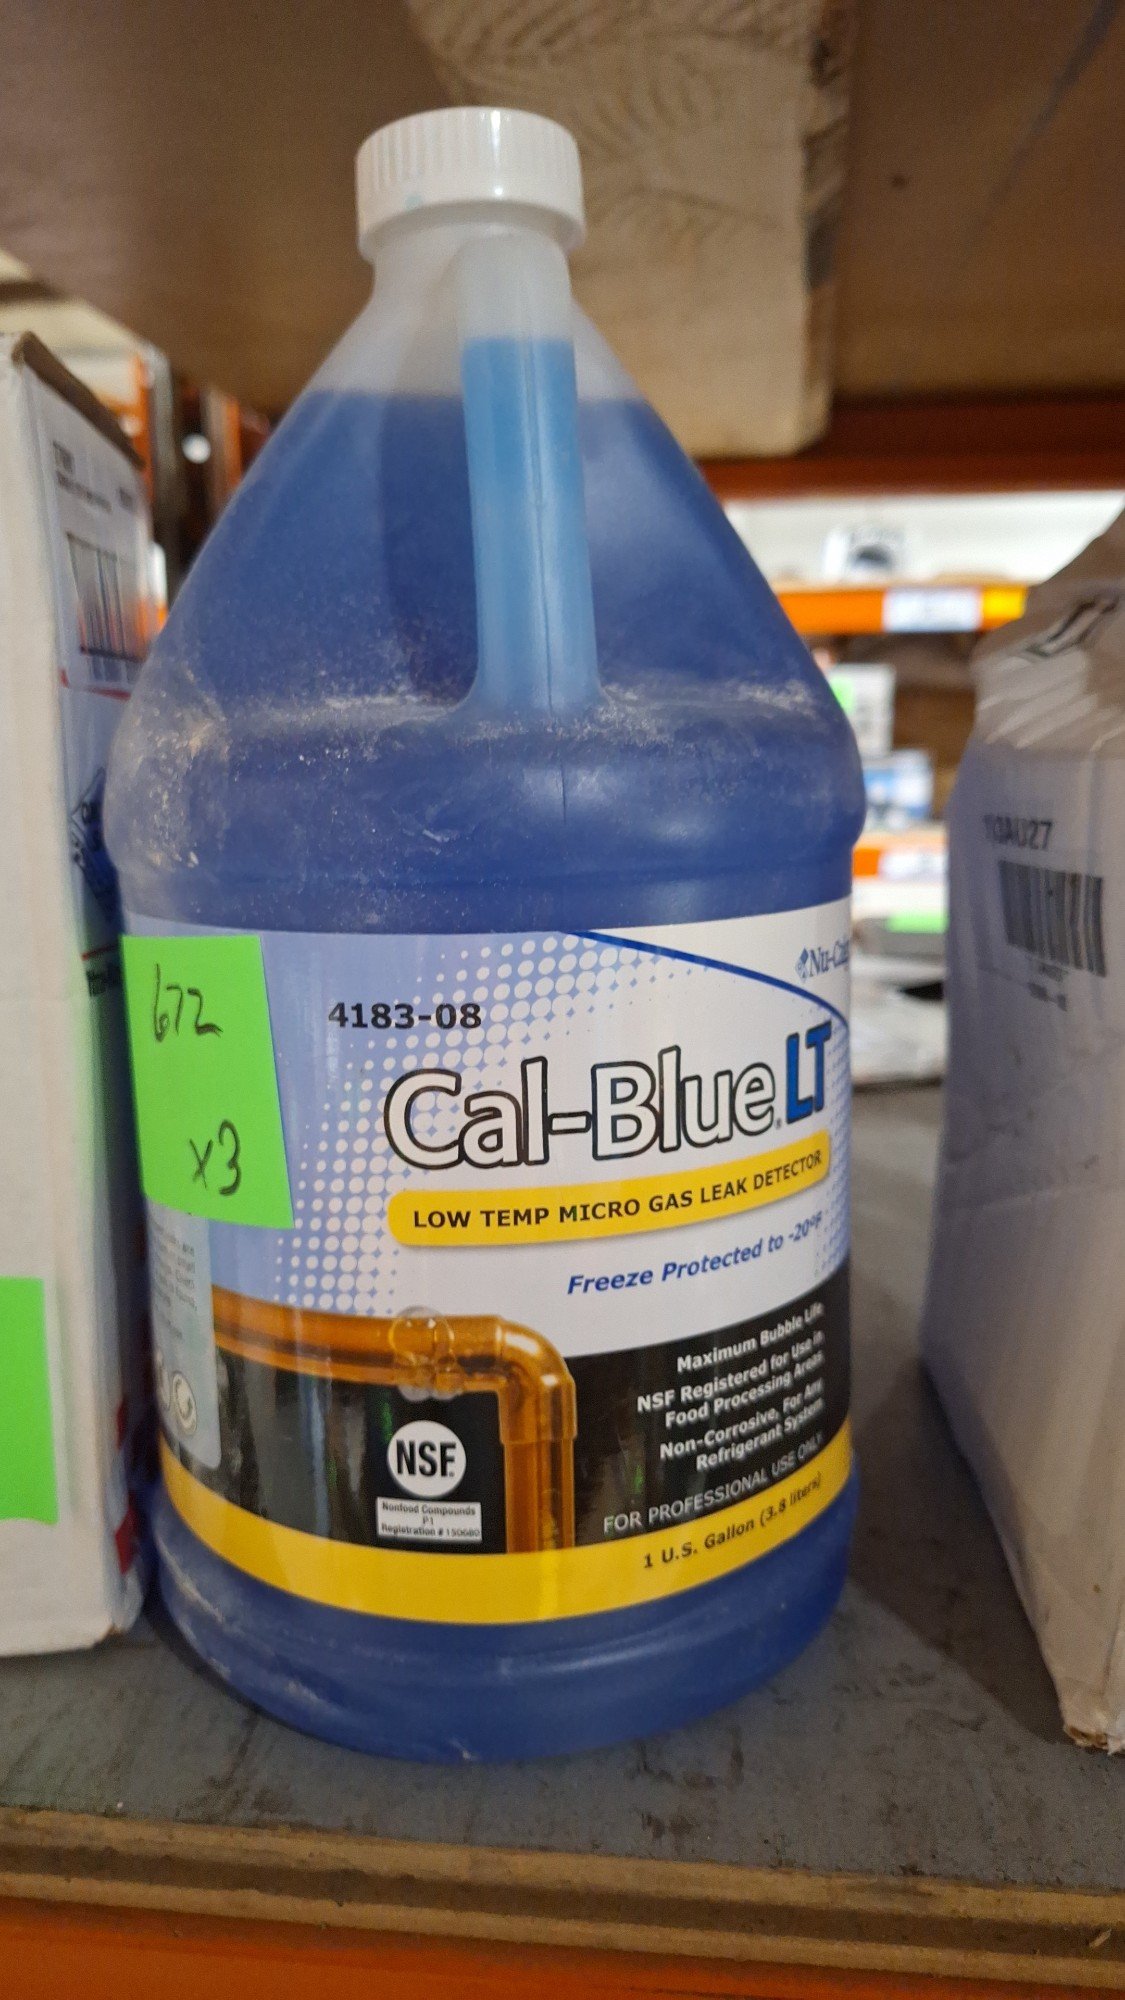 672
x3
4183-08
Cal-Blue® LT
LOW TEMP MICRO GAS LEAK DETECTOR
Freeze Protected to -20°F
Maximum Bubble Life
NSF Registered for Use in
Food Processing Areas
Non-Corrosive, For Any
Refrigerant System
FOR PROFESSIONAL USE ONLY
1 U.S. Gallon (3.8 liters)
NSF®
Nonfood Compounds
P1
Registration #150680